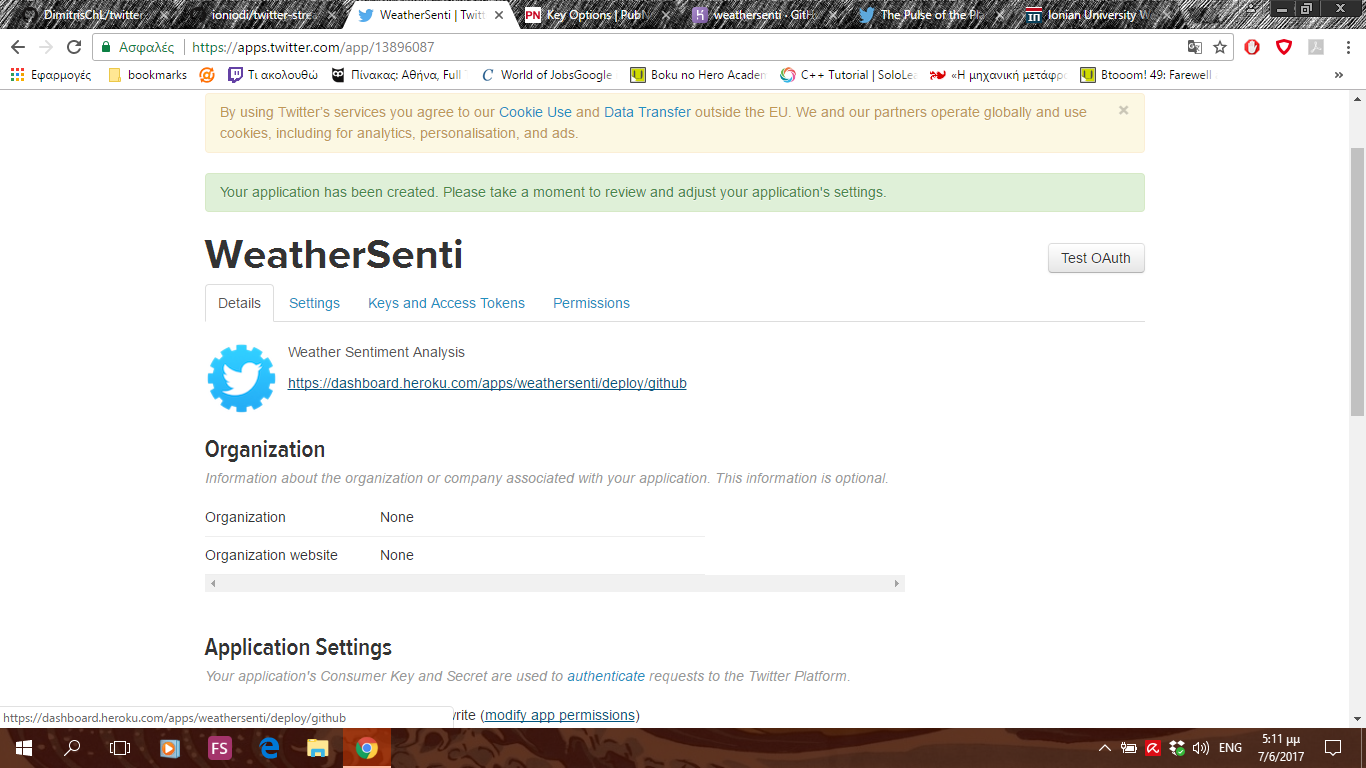 DimitrisChL/twitter
ioniodi/twitter-stre
WeatherSenti | Twitt
PN Key Options | PubN
weathersenti · GitH
The Pulse of the Pl
Ionian University W
Ασφαλές | https://apps.twitter.com/app/13896087
Εφαρμογές bookmarks Τι ακολουθώ Πίνακας: Αθήνα, Full World of JobsGoogle Boku no Hero Academ C++ Tutorial | SoloLea «Η μηχανική μετάφρ Btooom! 49: Farewell »
By using Twitter's services you agree to our Cookie Use and Data Transfer outside the EU. We and our partners operate globally and use
cookies, including for analytics, personalisation, and ads.
Your application has been created. Please take a moment to review and adjust your application's settings.
WeatherSenti
Test OAuth
Details Settings Keys and Access Tokens Permissions
Weather Sentiment Analysis
https://dashboard.heroku.com/apps/weathersenti/deploy/github
Organization
Information about the organization or company associated with your application. This information is optional.
Organization None
Organization website None
Application Settings
Your application's Consumer Key and Secret are used to authenticate requests to the Twitter Platform.
write (modify app permissions)
https://dashboard.heroku.com/apps/weathersenti/deploy/github
FS
ENG
5:11 μμ
7/6/2017